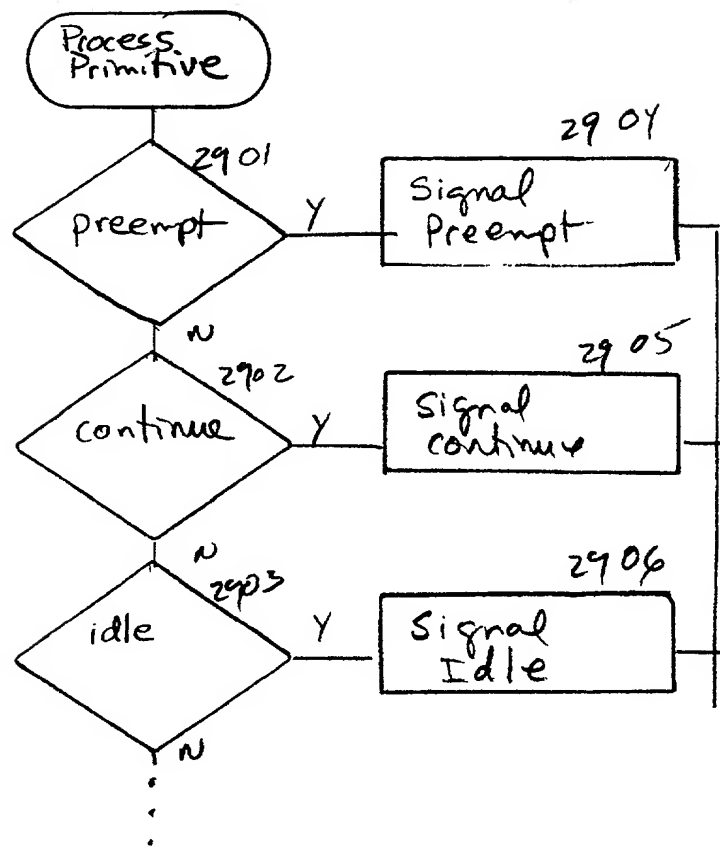 Process
Primitive
2901
2904
preempt
Y
Signal
Preempt
N
2902
2905
continue
Y
Signal
continue
N
2903
2906
idle
Y
Signal
Idle
N